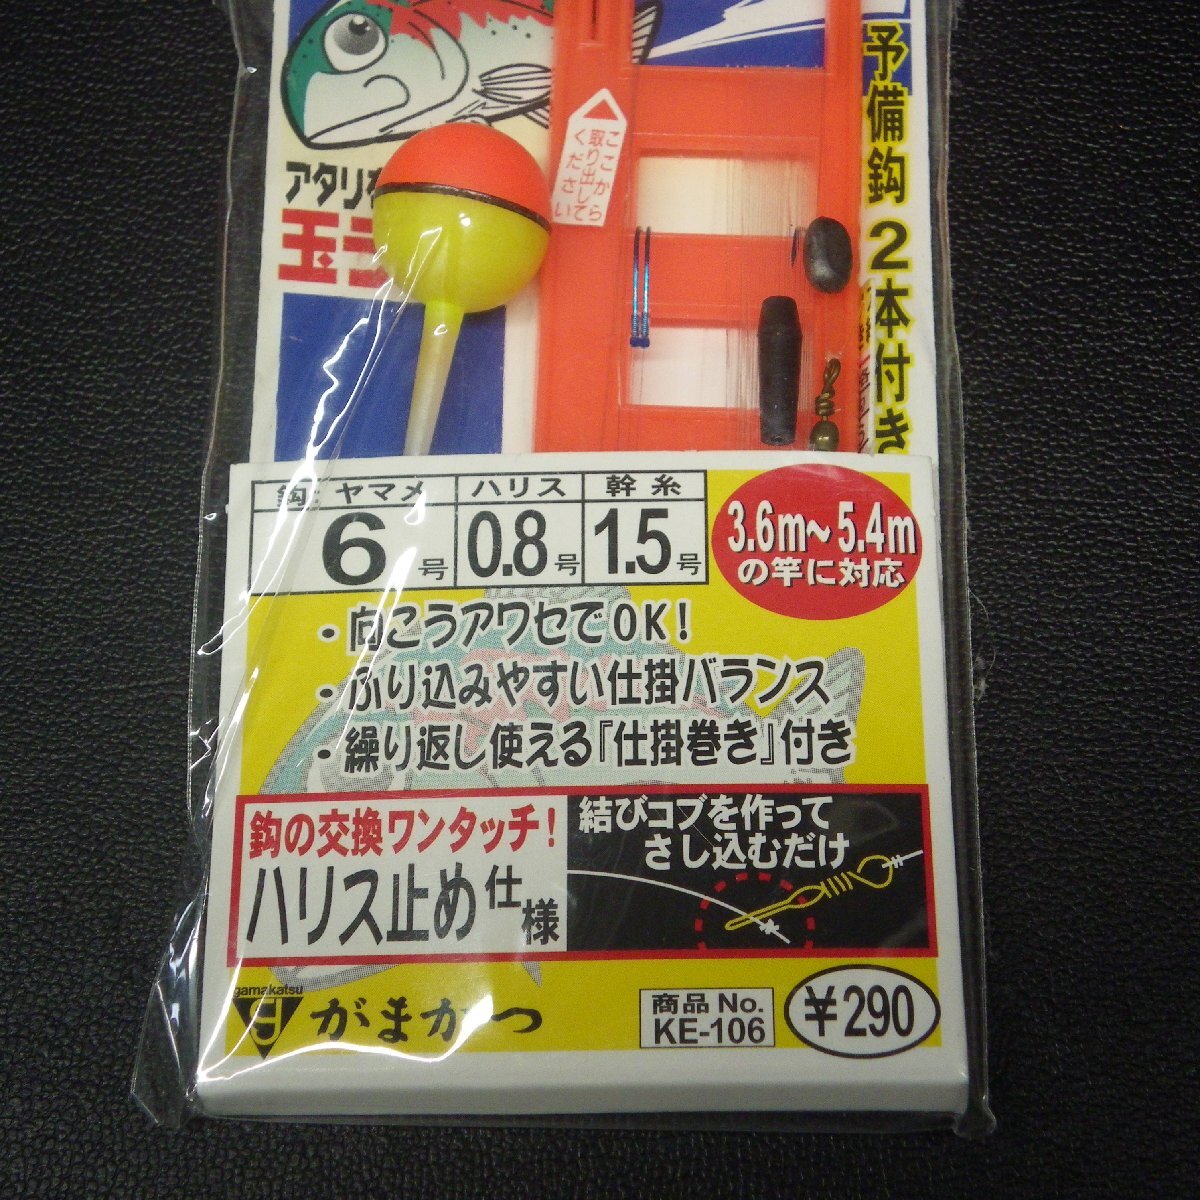 予備鈎2本付き
ここから
取り出して
ください
アタリ
玉
鈎:ヤマメ
6号
ハリス
0.8号
幹糸
1.5号
3.6m～5.4m
の竿に対応
・向こうアワセでOK!
・ふり込みやすい仕掛バランス
・繰り返し使える『仕掛巻き』付き
鈎の交換ワンタッチ!
ハリス止め仕様
結びコブを作って
さし込むだけ
gamakatsu
がまかつ
商品No.
KE-106
¥290